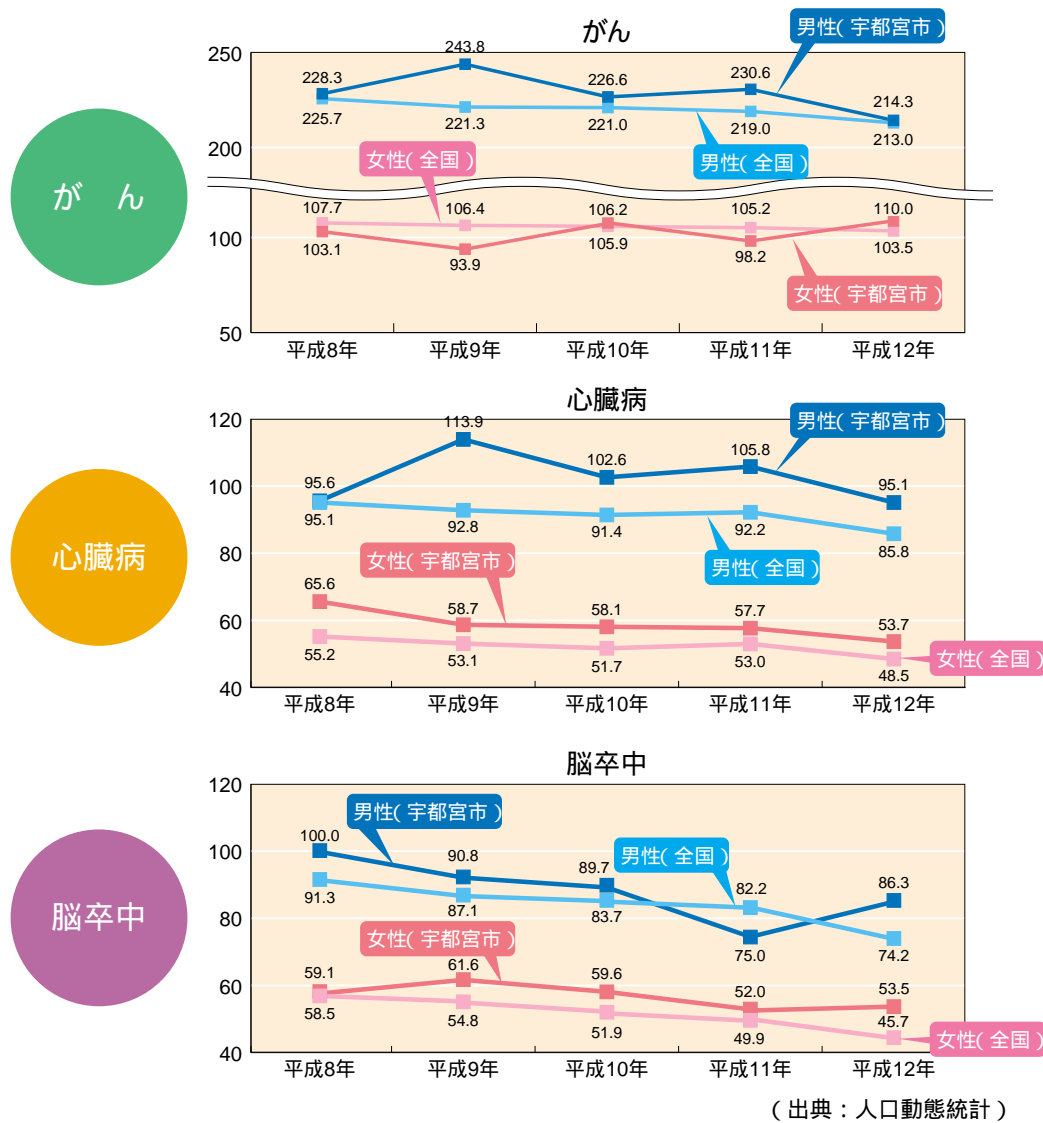 がん
がん
250
200
100
50
228.3 243.8 226.6 230.6 214.3
225.7 221.3 221.0 219.0 213.0
107.7 106.4 106.2 105.2 110.0
103.1 93.9 105.9 98.2 103.5
男性(宇都宮市)
男性(全国)
女性(全国)
女性(宇都宮市)
平成8年 平成9年 平成10年 平成11年 平成12年
心臓病
心臓病
120
100
80
60
40
95.6 113.9 102.6 105.8 95.1
95.1 92.8 91.4 92.2 85.8
65.6 58.7 58.1 57.7 53.7
55.2 53.1 51.7 53.0 48.5
男性(宇都宮市)
男性(全国)
女性(宇都宮市)
女性(全国)
平成8年 平成9年 平成10年 平成11年 平成12年
脳卒中
脳卒中
120
100
80
60
40
100.0 90.8 89.7 82.2 86.3
91.3 87.1 83.7 75.0 74.2
59.1 61.6 59.6 52.0 53.5
58.5 54.8 51.9 49.9 45.7
男性(宇都宮市)
男性(全国)
女性(宇都宮市)
女性(全国)
平成8年 平成9年 平成10年 平成11年 平成12年
(出典:人口動態統計)